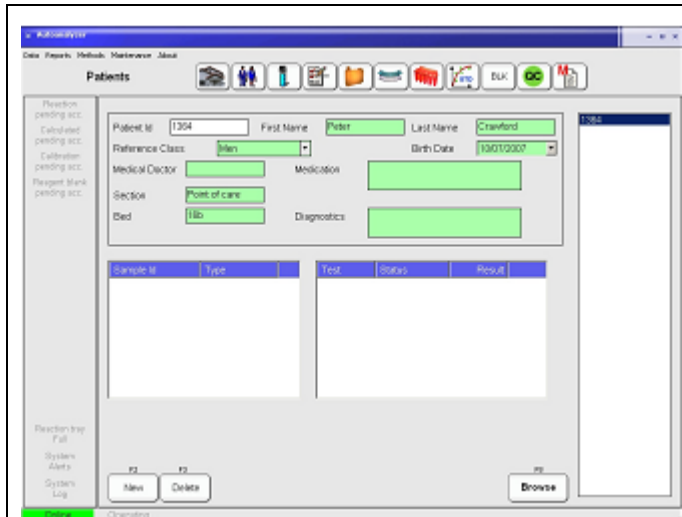 Autoanalyzer
Data Reports Methods Maintenance About
Patients
BLK QC
Reaction
pending acc.
Calculated
pending acc.
Calibration
pending acc.
Reagent blank
pending acc.
Patient Id 1364 First Name Peter Last Name Crawford
Reference Class Men Birth Date 10/07/2007
Medical Doctor Medication
Section Point of care
Bed 16b Diagnostics
1364
Sample Id Type
Test Status Result
Reaction tray
Full
System
Alerts
System
Log
F2 F3
New Delete Browse
Online Operating